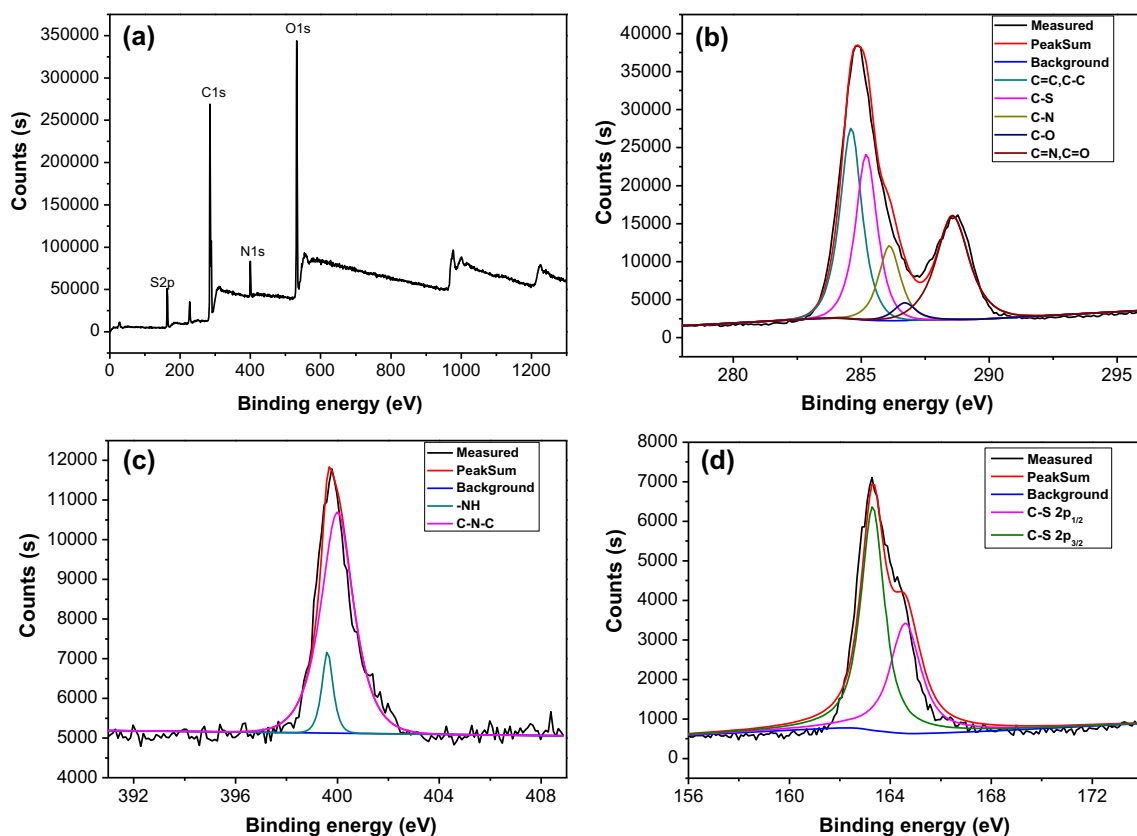 (a)
O1s
C1s
N1s
S2p
350000
300000
250000
200000
150000
100000
50000
0
Counts (s)
0 200 400 600 800 1000 1200
Binding energy (eV)
(b)
Measured
PeakSum
Background
C=C,C-C
C-S
C-N
C-O
C=N,C=O
40000
35000
30000
25000
20000
15000
10000
5000
0
Counts (s)
280 285 290 295
Binding energy (eV)
(c)
Measured
PeakSum
Background
-NH
C-N-C
12000
11000
10000
9000
8000
7000
6000
5000
4000
Counts (s)
392 396 400 404 408
Binding energy (eV)
(d)
Measured
PeakSum
Background
C-S 2p1/2
C-S 2p3/2
8000
7000
6000
5000
4000
3000
2000
1000
0
Counts (s)
156 160 164 168 172
Binding energy (eV)